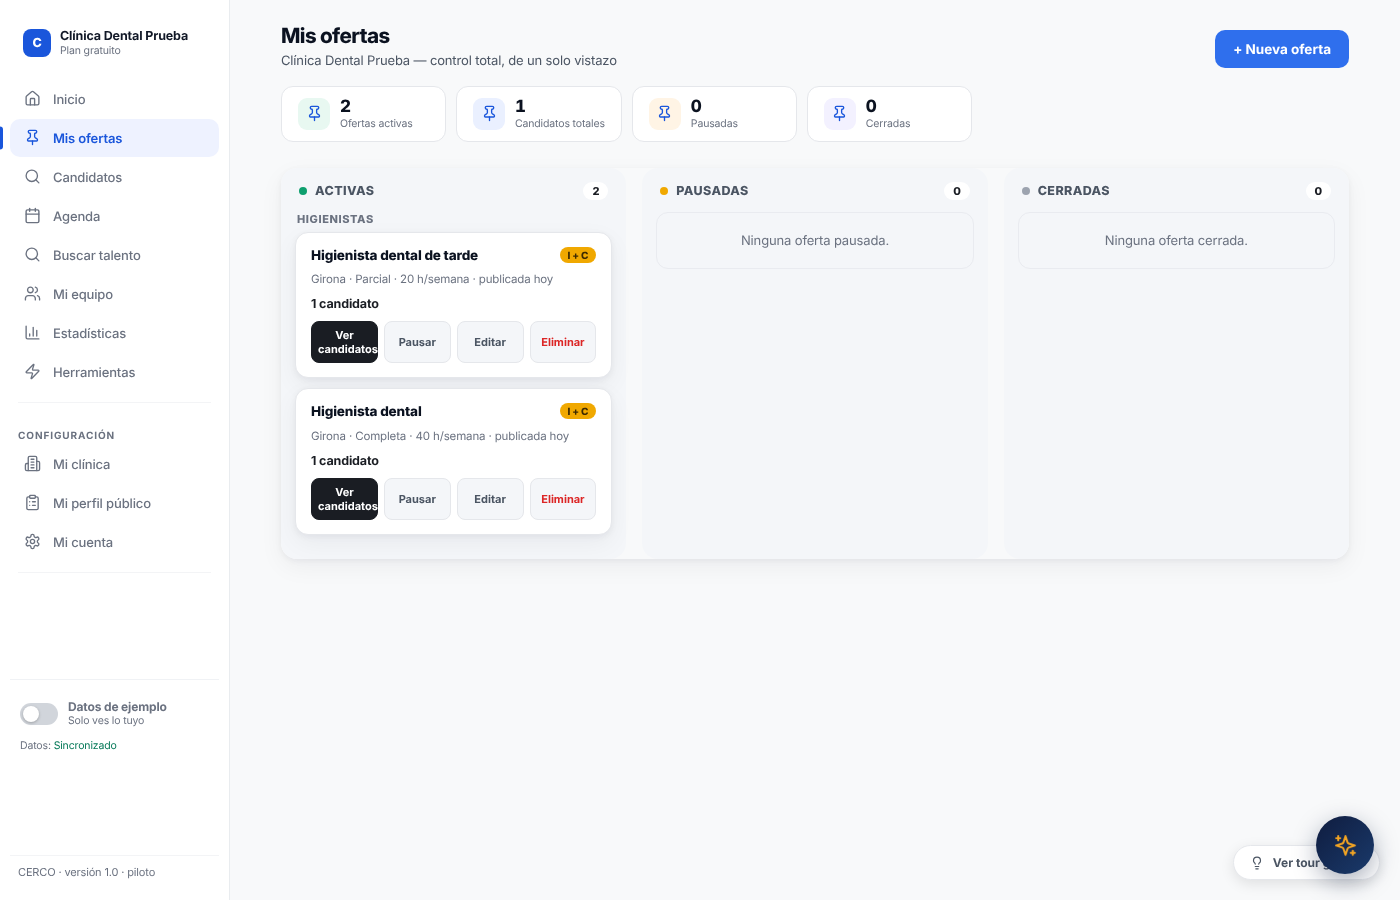 C
Clínica Dental Prueba
Plan gratuito
Inicio
Mis ofertas
Candidatos
Agenda
Buscar talento
Mi equipo
Estadísticas
Herramientas
CONFIGURACIÓN
Mi clínica
Mi perfil público
Mi cuenta
Datos de ejemplo
Solo ves lo tuyo
Datos: Sincronizado
CERCO · versión 1.0 · piloto
Mis ofertas
Clínica Dental Prueba — control total, de un solo vistazo
+ Nueva oferta
2
Ofertas activas
1
Candidatos totales
0
Pausadas
0
Cerradas
ACTIVAS
2
HIGIENISTAS
Higienista dental de tarde
I + C
Girona · Parcial · 20 h/semana · publicada hoy
1 candidato
Ver
candidatos
Pausar
Editar
Eliminar
Higienista dental
I + C
Girona · Completa · 40 h/semana · publicada hoy
1 candidato
Ver
candidatos
Pausar
Editar
Eliminar
PAUSADAS
0
Ninguna oferta pausada.
CERRADAS
0
Ninguna oferta cerrada.
Ver tour